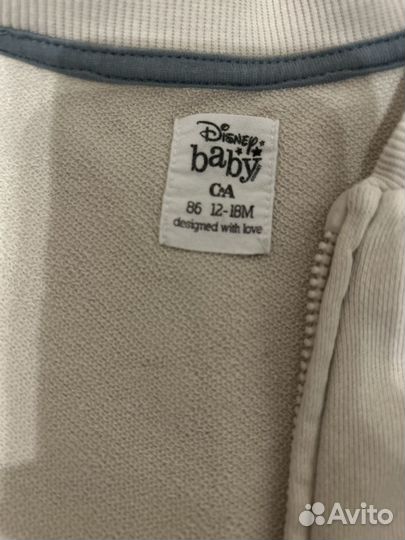 Disney
baby
C&A
86 12-18M
designed with love
Avito